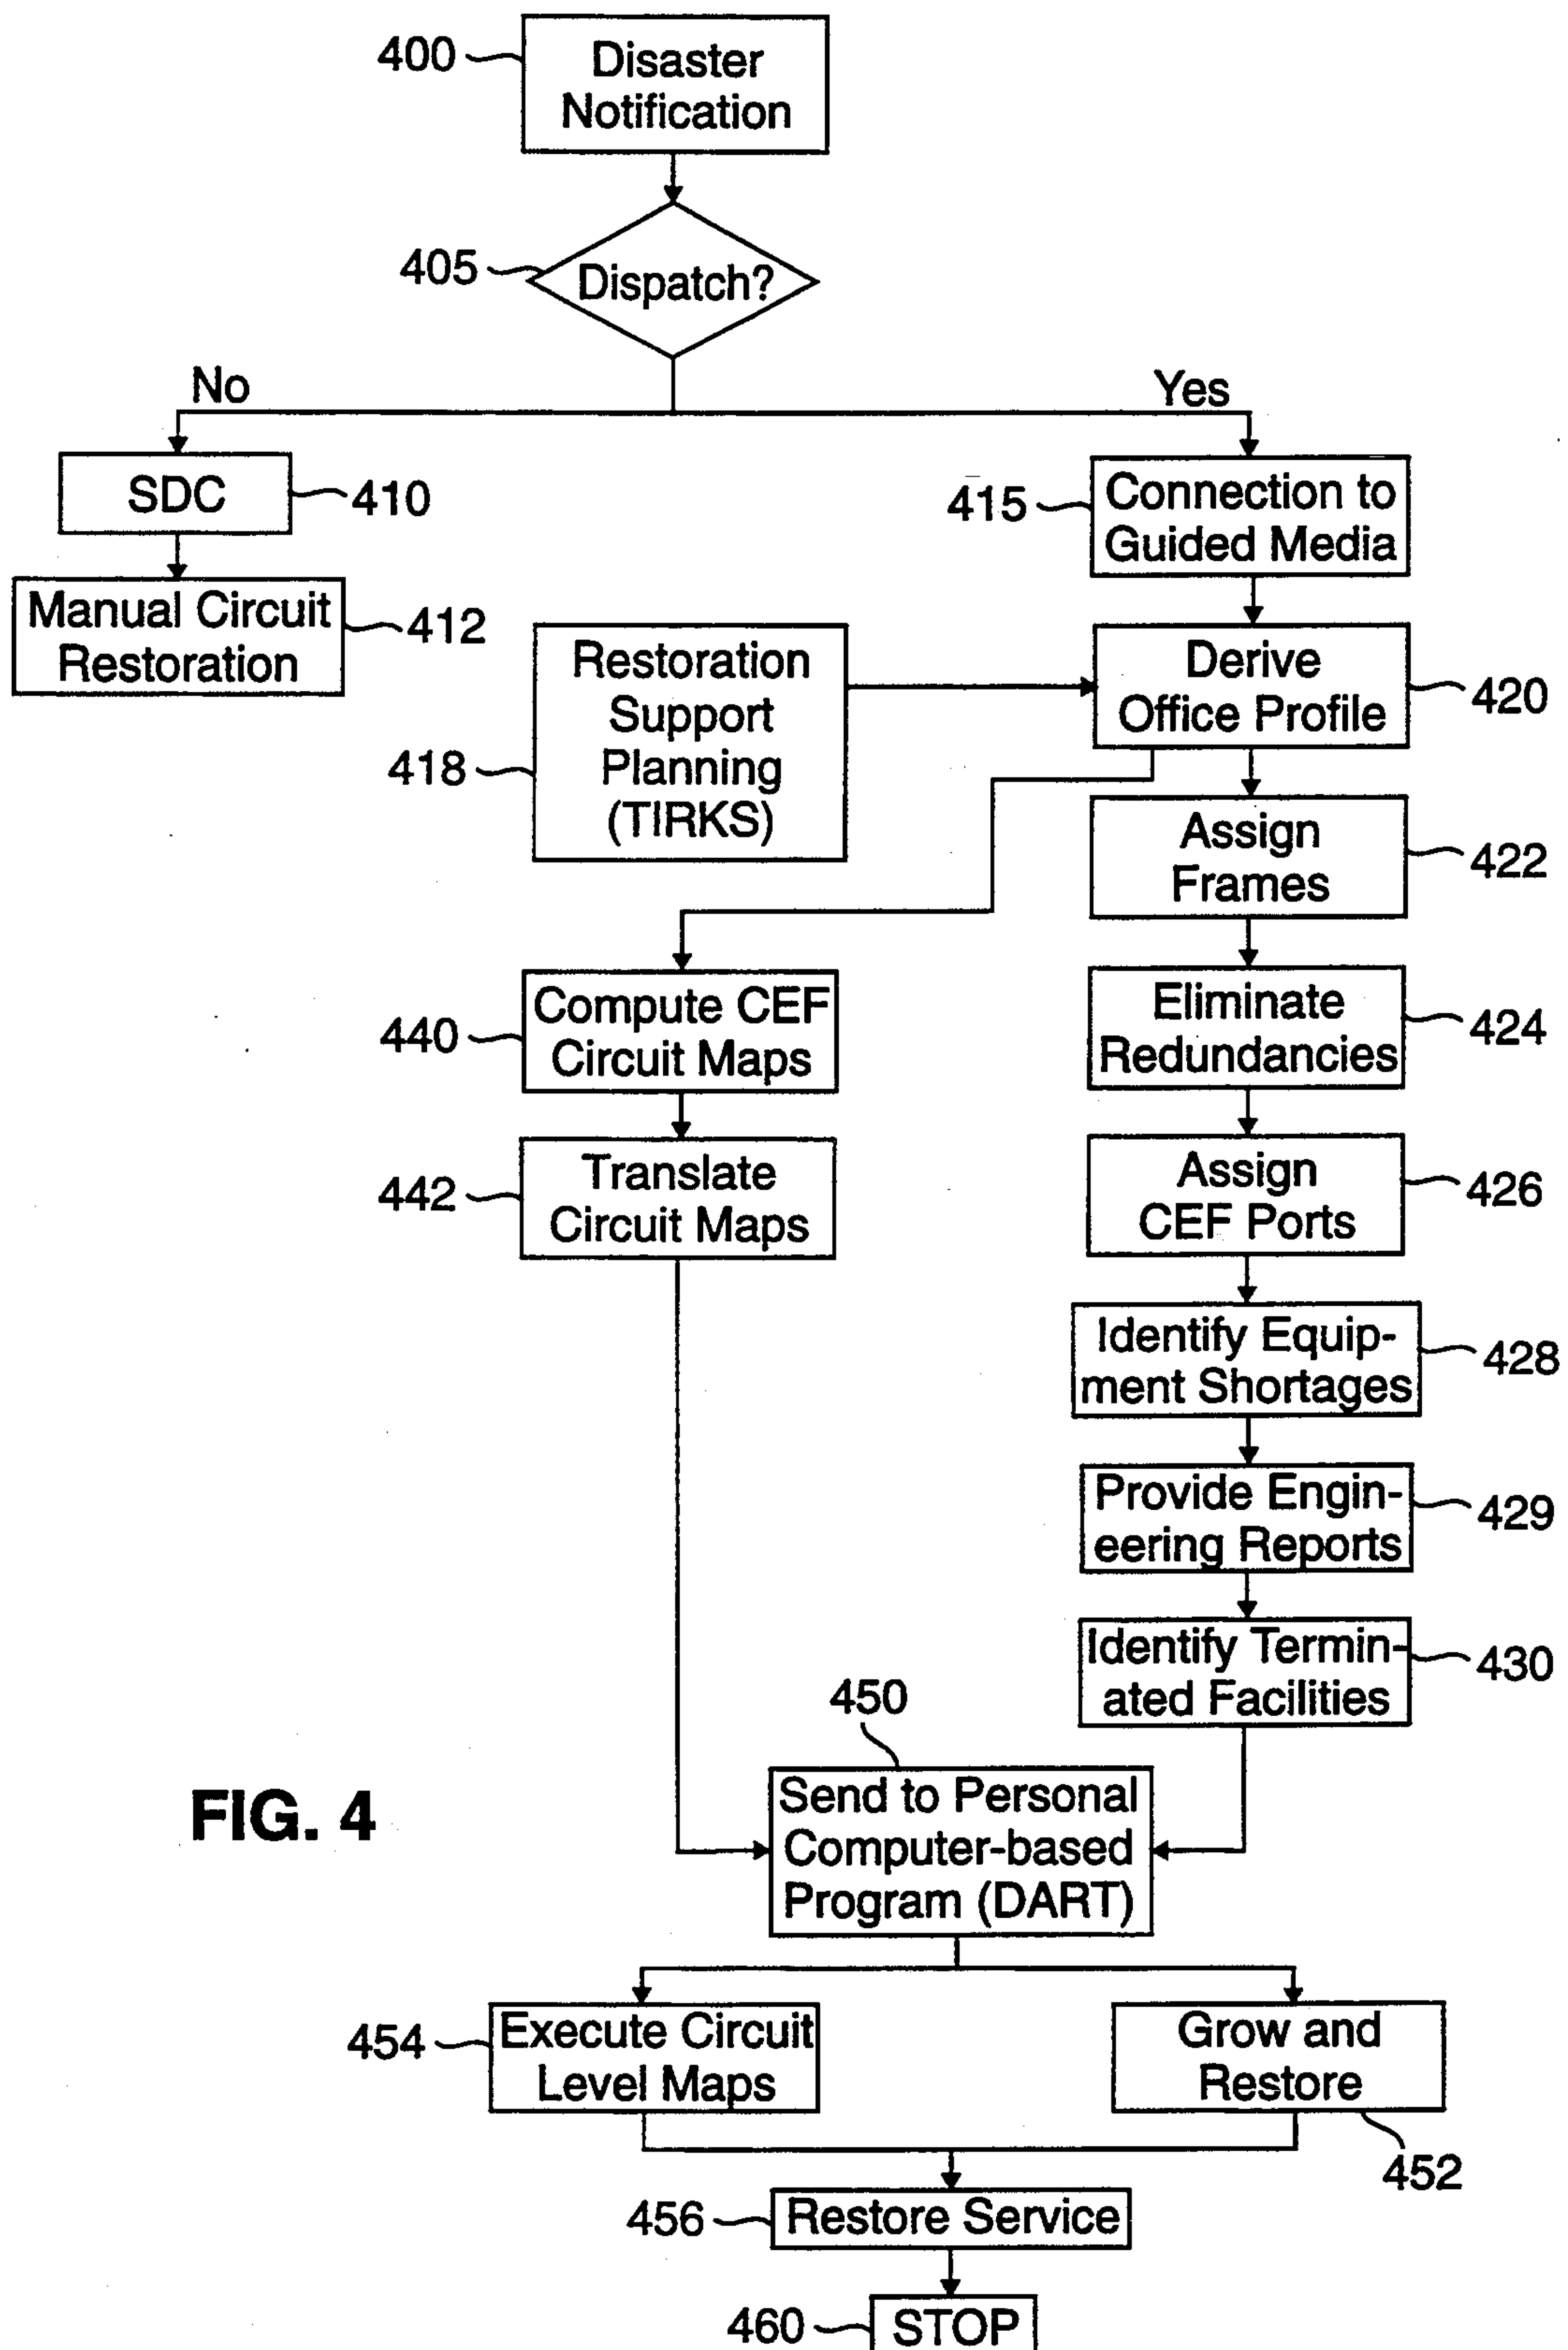 400
Disaster
Notification
405
Dispatch?
No
Yes
SDC
410
415
Connection to
Guided Media
Manual Circuit
Restoration
412
Restoration
Support
Planning
(TIRKS)
418
Derive
Office Profile
420
Assign
Frames
422
Eliminate
Redundancies
424
440
Compute CEF
Circuit Maps
Assign
CEF Ports
426
442
Translate
Circuit Maps
Identify Equip-
ment Shortages
428
Provide Engin-
eering Reports
429
Identify Termin-
ated Facilities
430
450
Send to Personal
Computer-based
Program (DART)
FIG. 4
454
Execute Circuit
Level Maps
Grow and
Restore
452
456
Restore Service
460
STOP